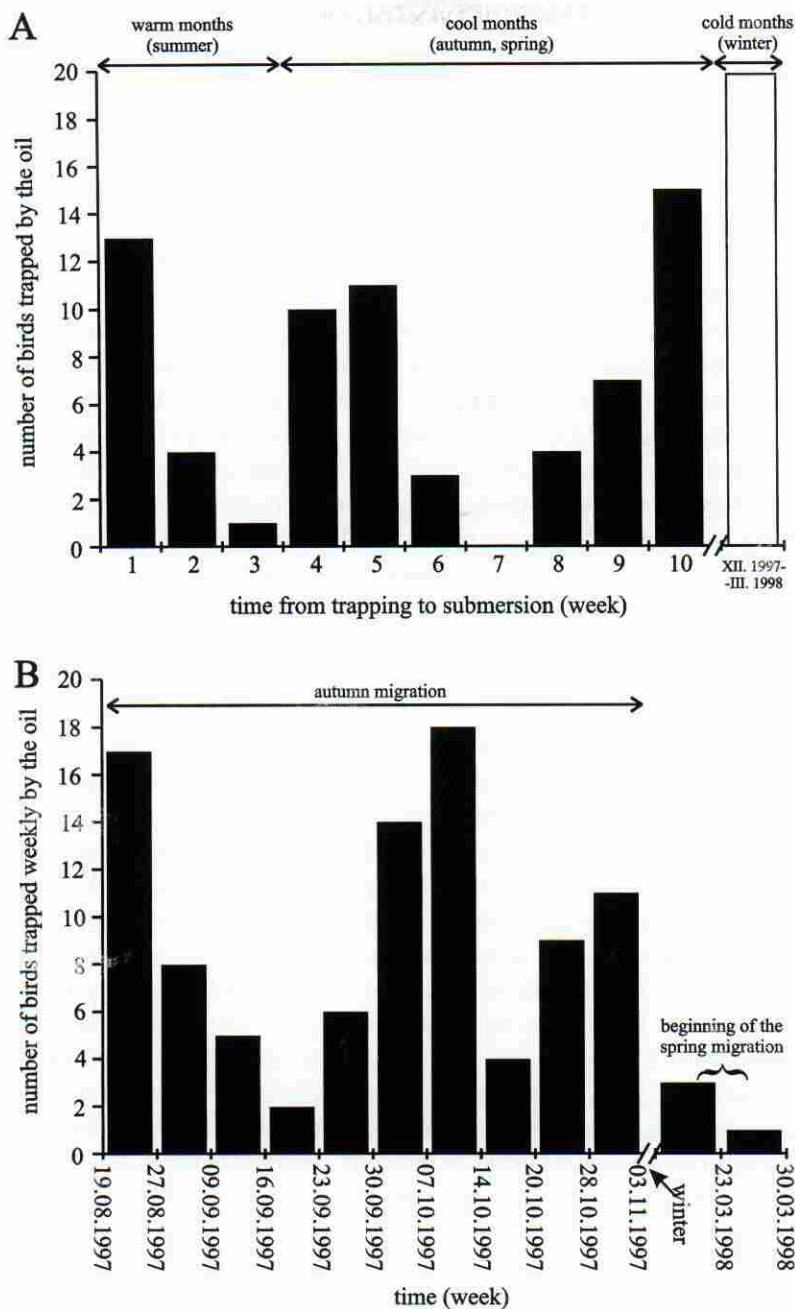 A
warm months
(summer)
cool months
(autumn, spring)
cold months
(winter)
number of birds trapped by the oil
20
18
16
14
12
10
8
6
4
2
0
1
2
3
4
5
6
7
8
9
10
XII. 1997-
-III. 1998
time from trapping to submersion (week)
B
autumn migration
number of birds trapped weekly by the oil
20
18
16
14
12
10
8
6
4
2
0
beginning of the
spring migration
19.08.1997
27.08.1997
09.09.1997
16.09.1997
23.09.1997
30.09.1997
07.10.1997
14.10.1997
20.10.1997
28.10.1997
03.11.1997
winter
23.03.1998
30.03.1998
time (week)